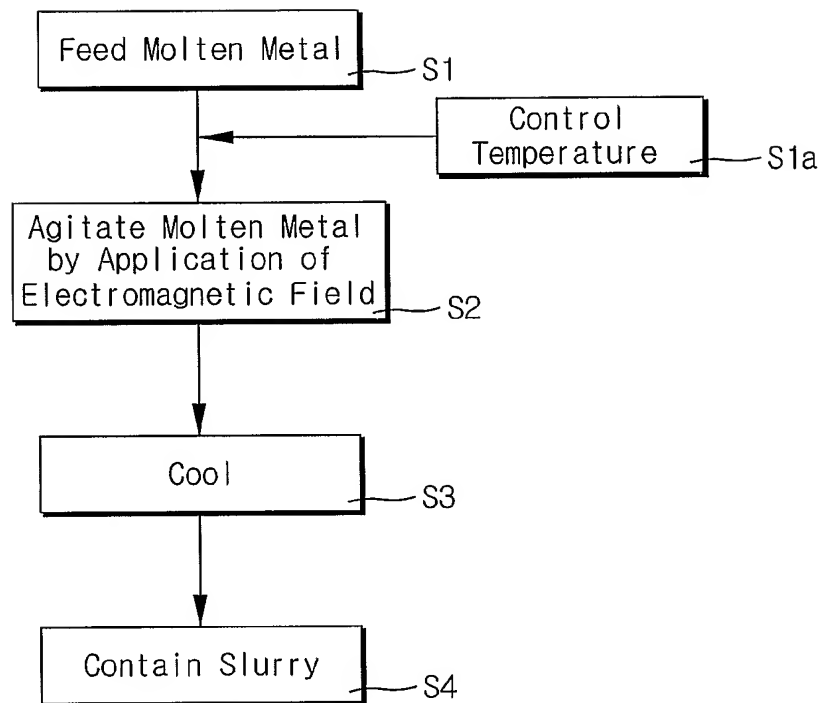 Feed Molten Metal
S1
Control
Temperature
S1a
Agitate Molten Metal
by Application of
Electromagnetic Field
S2
Cool
S3
Contain Slurry
S4